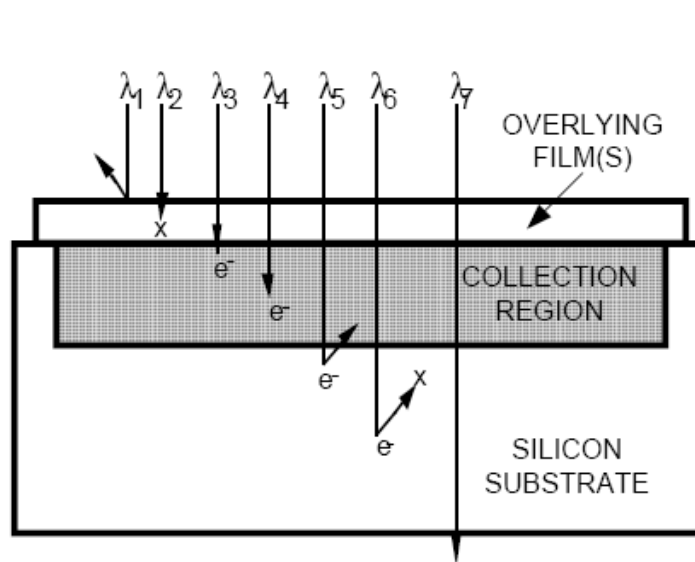 λ1 λ2 λ3 λ4 λ5 λ6 λ7
OVERLYING
FILM(S)
x
e-
COLLECTION
REGION
e-
e-
x
e-
SILICON
SUBSTRATE